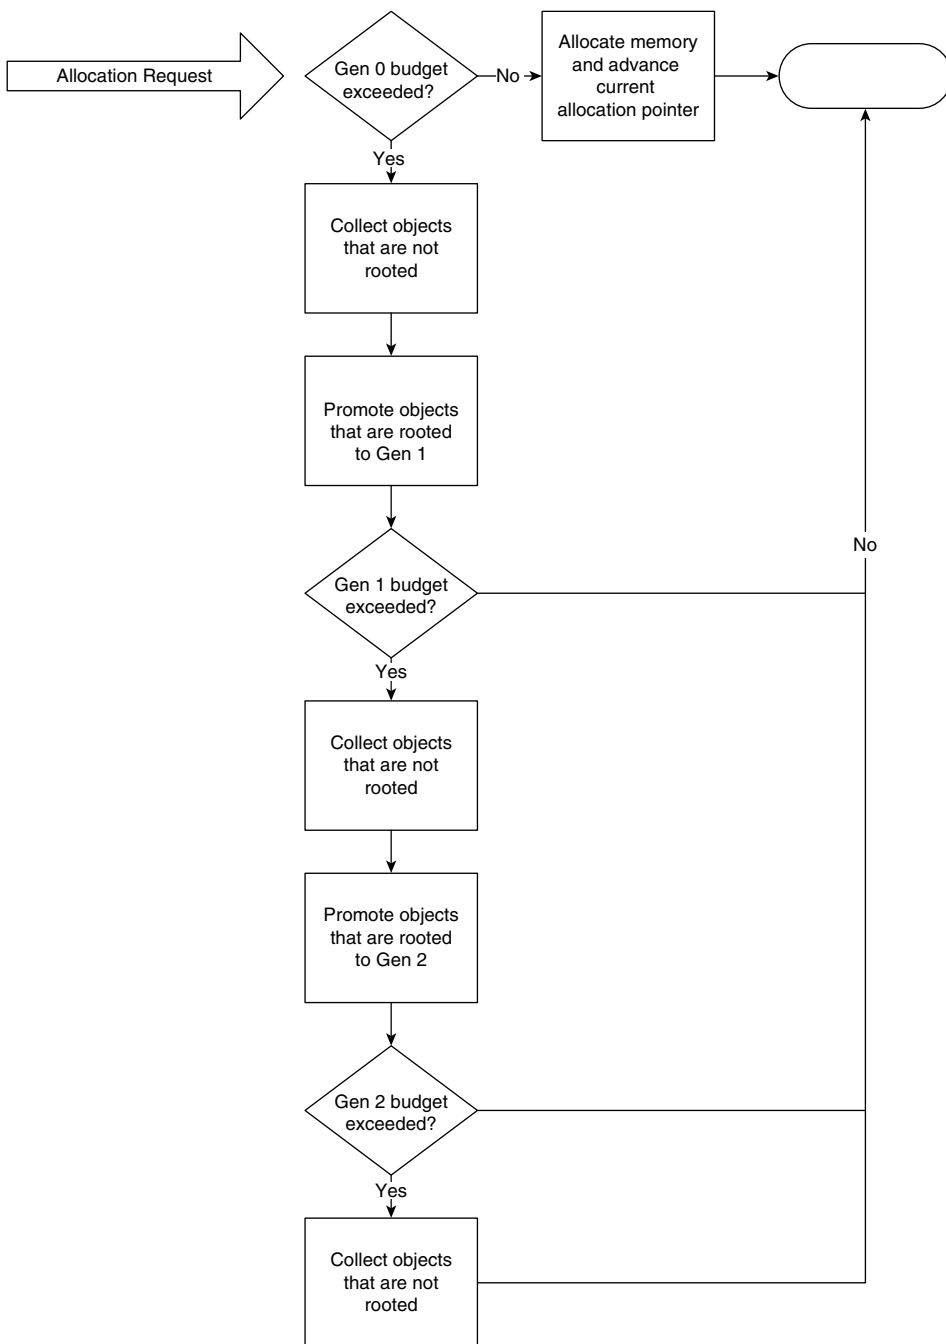 Allocation Request
Gen 0 budget
exceeded?
No
Allocate memory
and advance
current
allocation pointer
Yes
Collect objects
that are not
rooted
Promote objects
that are rooted
to Gen 1
No
Gen 1 budget
exceeded?
Yes
Collect objects
that are not
rooted
Promote objects
that are rooted
to Gen 2
Gen 2 budget
exceeded?
Yes
Collect objects
that are not
rooted